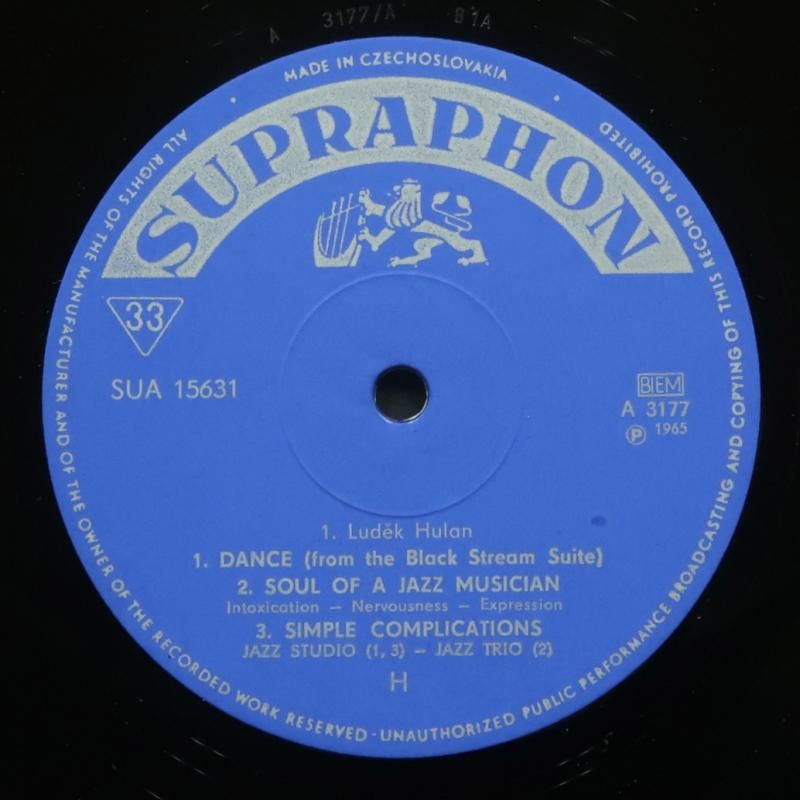 A 3177/A B 1A
MADE IN CZECHOSLOVAKIA
SUPRAPHON
33
SUA 15631
BIEM
A 3177
Ⓟ 1965
1. Luděk Hulan
1. DANCE (from the Black Stream Suite)
2. SOUL OF A JAZZ MUSICIAN
Intoxication – Nervousness – Expression
3. SIMPLE COMPLICATIONS
JAZZ STUDIO (1, 3) – JAZZ TRIO (2)
H
ALL RIGHTS OF THE MANUFACTURER AND OF THE OWNER OF THE RECORDED WORK RESERVED - UNAUTHORIZED PUBLIC PERFORMANCE BROADCASTING AND COPYING OF THIS RECORD PROHIBITED